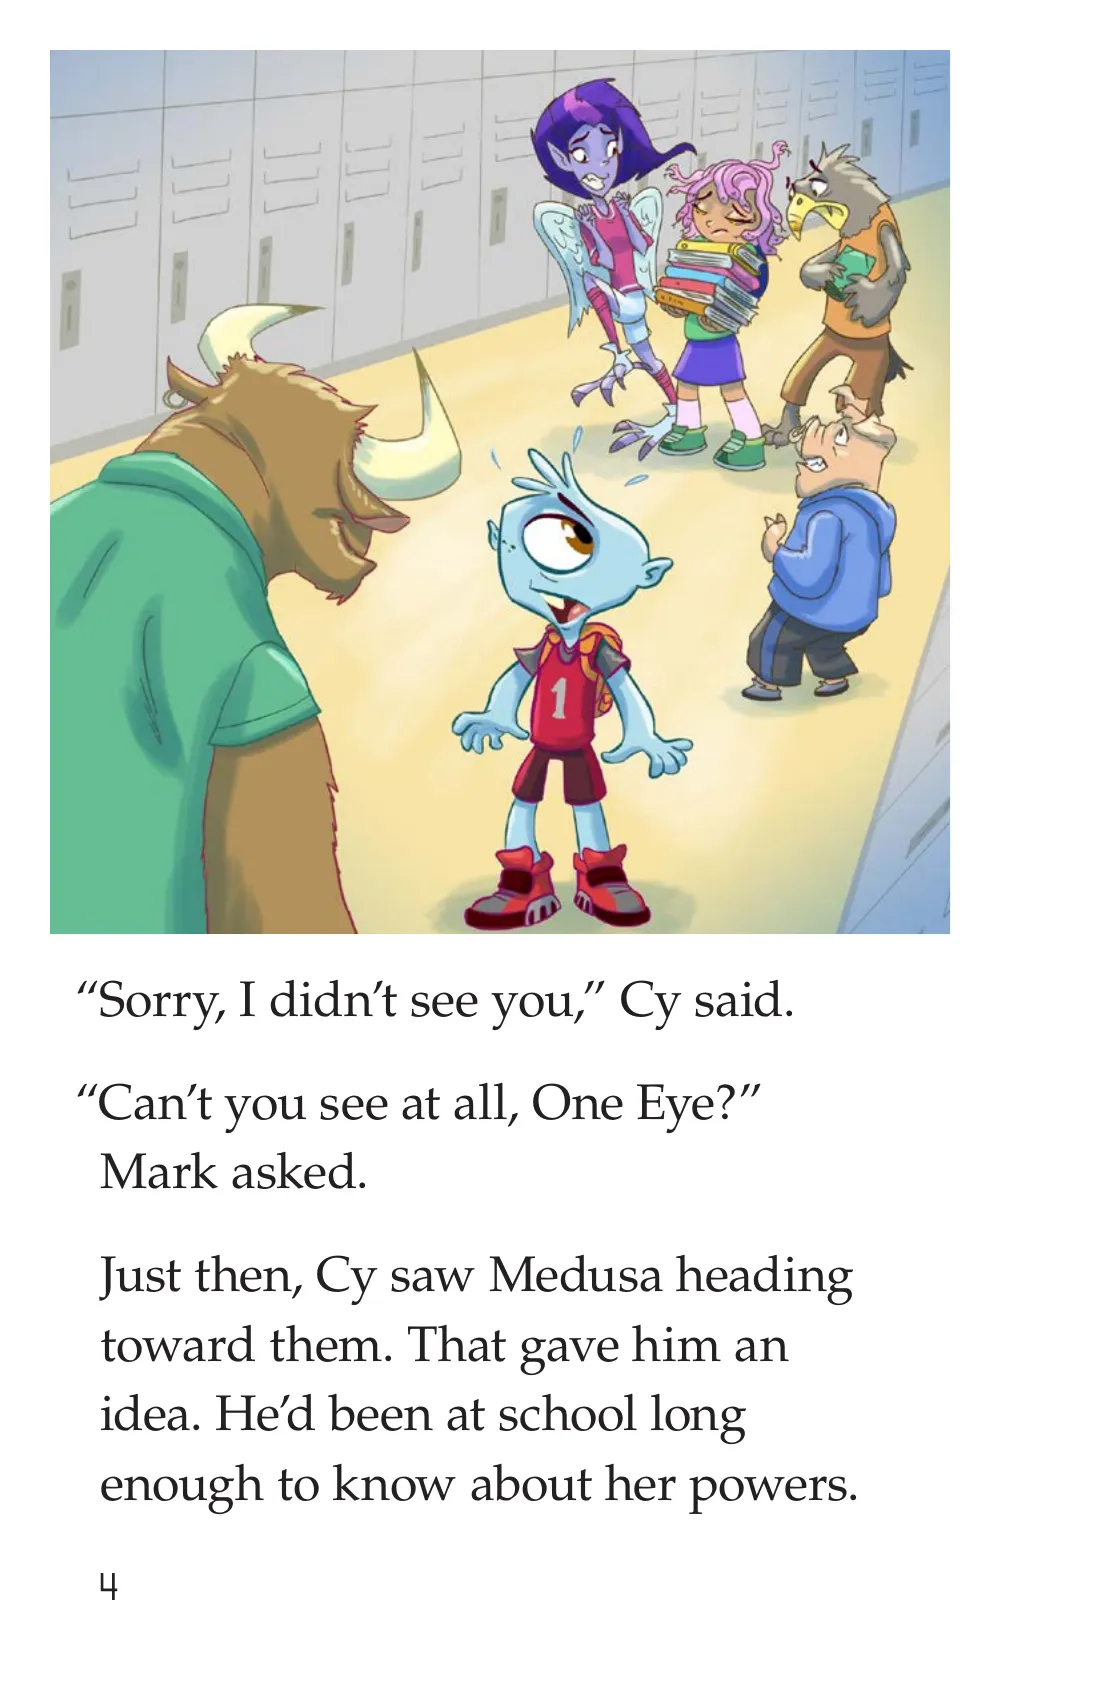 1
“Sorry, I didn’t see you,” Cy said.
“Can’t you see at all, One Eye?”
Mark asked.
Just then, Cy saw Medusa heading
toward them. That gave him an
idea. He’d been at school long
enough to know about her powers.
4